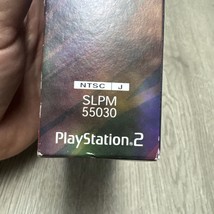 NTSC J
SLPM
55030
PlayStation.2